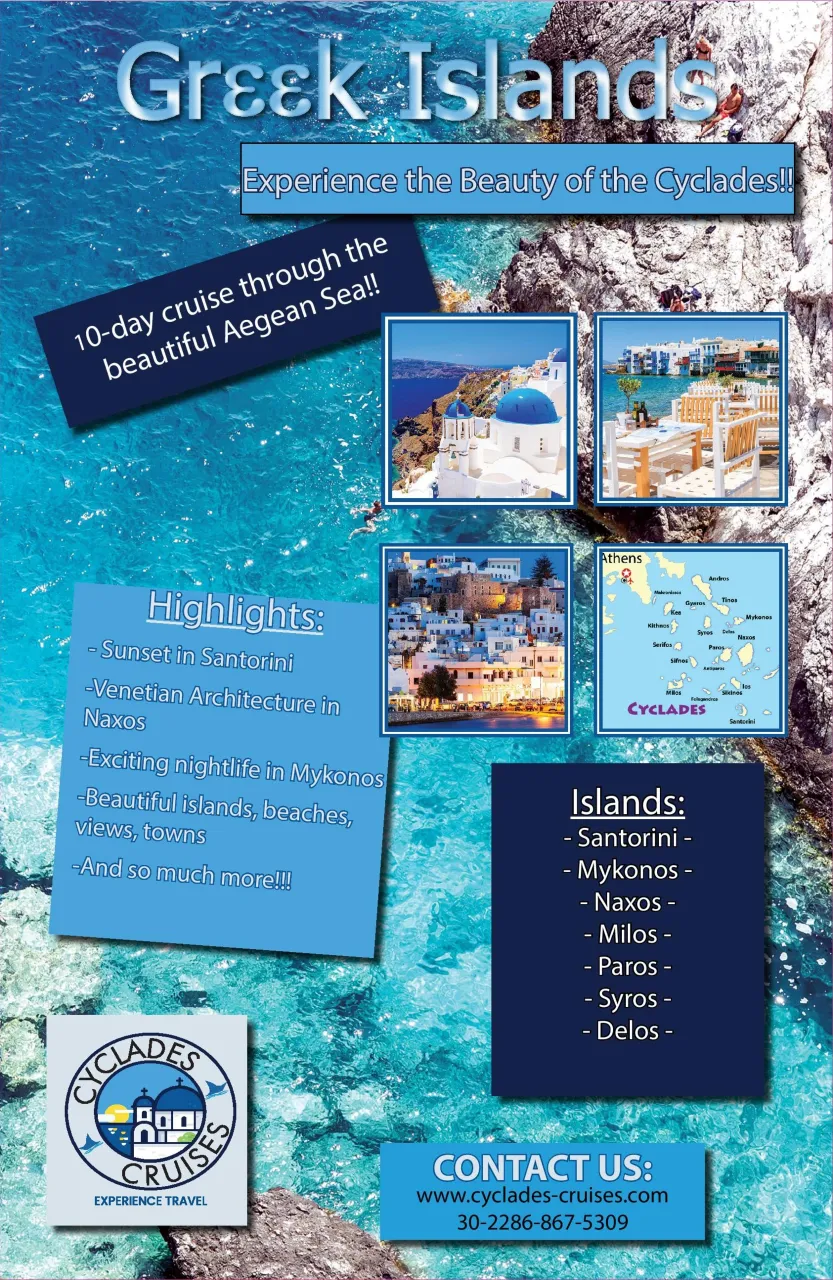 Grεεk Islands
Experience the Beauty of the Cyclades!!
10-day cruise through the
beautiful Aegean Sea!!
Highlights:
- Sunset in Santorini
-Venetian Architecture in
Naxos
-Exciting nightlife in Mykonos
-Beautiful islands, beaches,
views, towns
-And so much more!!!
Athens
Andros
Makronissos
Gyaros
Tinos
Kea
Mykonos
Kithnos
Syros
Delos
Naxos
Serifos
Paros
Sifnos
Antiparos
Ios
Milos
Sikinos
Folegandros
CYCLADES
Santorini
Islands:
- Santorini -
- Mykonos -
- Naxos -
- Milos -
- Paros -
- Syros -
- Delos -
CYCLADES
CRUISES
EXPERIENCE TRAVEL
CONTACT US:
www.cyclades-cruises.com
30-2286-867-5309